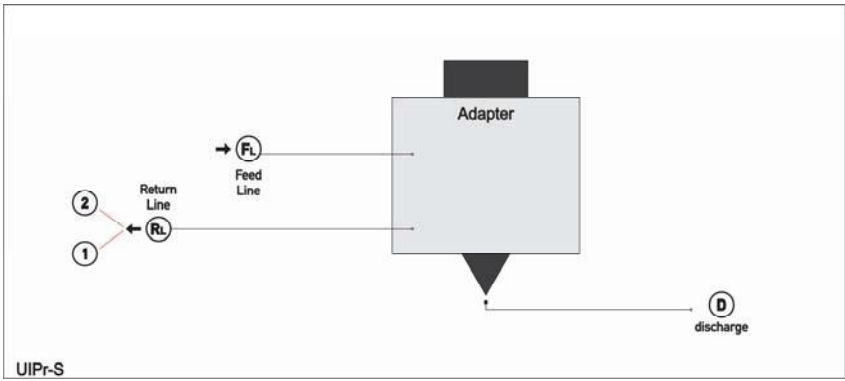 Adapter
FL
Feed
Line
Return
Line
2
RL
1
D
discharge
UIPr-S